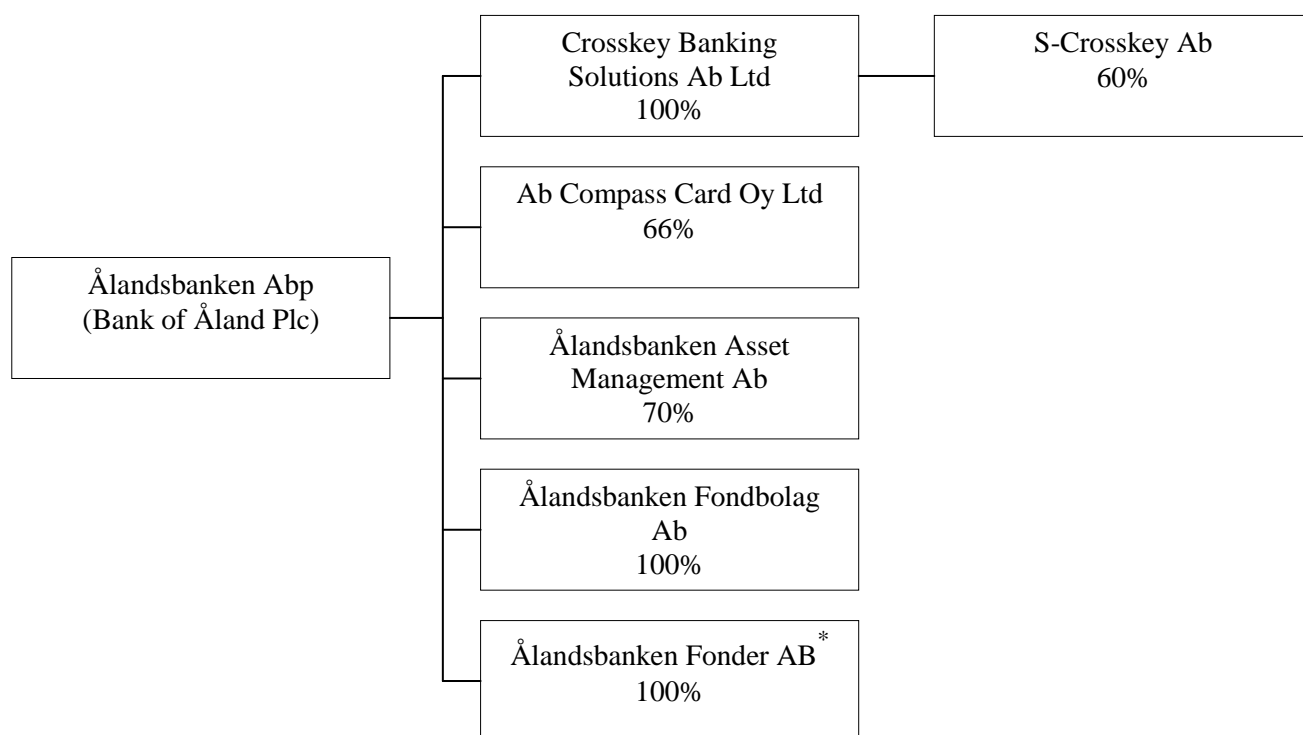 Ålandsbanken Abp
(Bank of Åland Plc)
Crosskey Banking
Solutions Ab Ltd
100%
S-Crosskey Ab
60%
Ab Compass Card Oy Ltd
66%
Ålandsbanken Asset
Management Ab
70%
Ålandsbanken Fondbolag
Ab
100%
Ålandsbanken Fonder AB*
100%